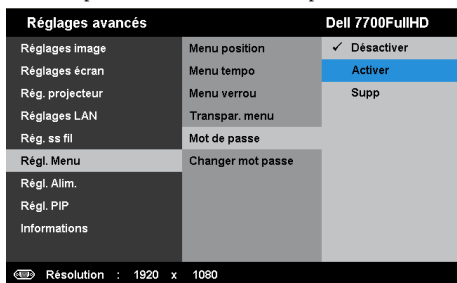 Réglages avancés Dell 7700FullHD
Réglages image Menu position ✓ Désactiver
Réglages écran Menu tempo Activer
Rég. projecteur Menu verrou Supp
Réglages LAN Transpar. menu
Rég. ss fil Mot de passe
Régl. Menu Changer mot passe
Régl. Alim.
Régl. PIP
Informations
Résolution : 1920 x 1080